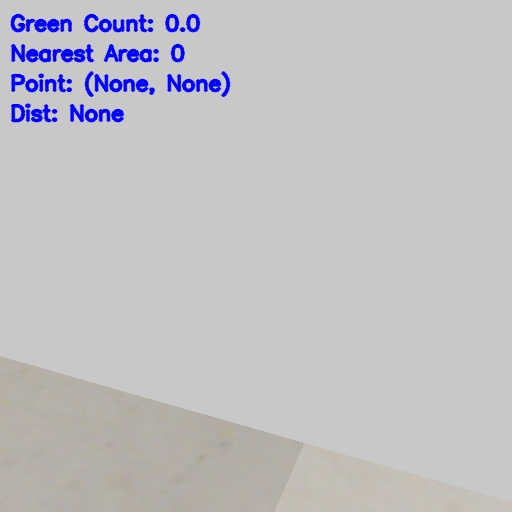 Green Count: 0.0
Nearest Area: 0
Point: (None, None)
Dist: None